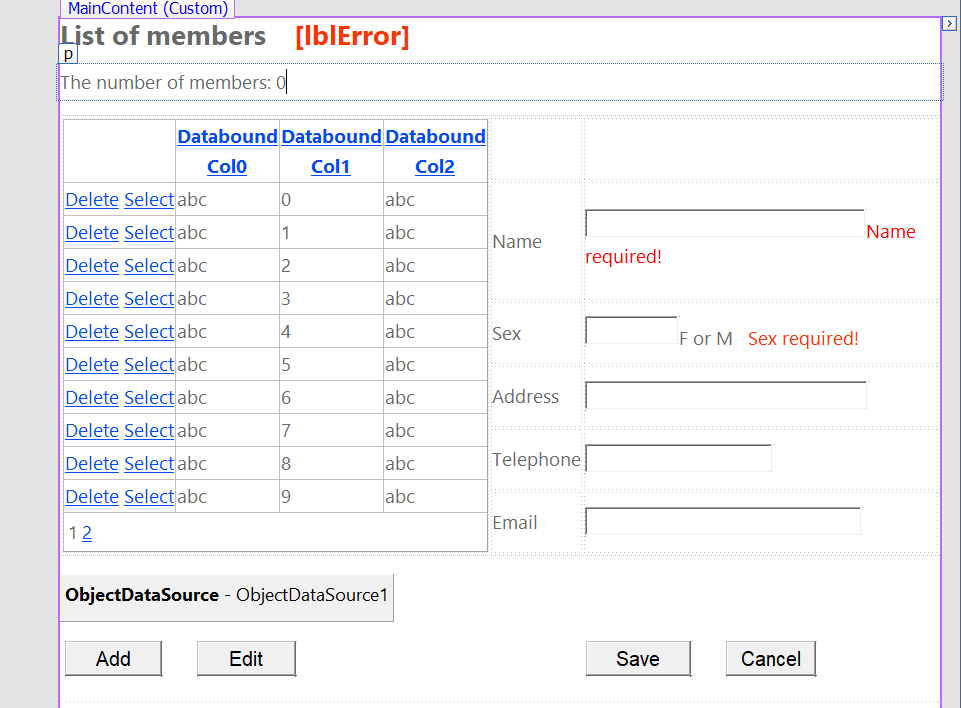 MainContent (Custom)
List of members [lblError]
p
The number of members: 0
Databound Col0 Databound Col1 Databound Col2
Delete Select abc 0 abc
Delete Select abc 1 abc
Delete Select abc 2 abc
Delete Select abc 3 abc
Delete Select abc 4 abc
Delete Select abc 5 abc
Delete Select abc 6 abc
Delete Select abc 7 abc
Delete Select abc 8 abc
Delete Select abc 9 abc
1 2
Name Name required!
Sex F or M Sex required!
Address
Telephone
Email
ObjectDataSource - ObjectDataSource1
Add Edit Save Cancel